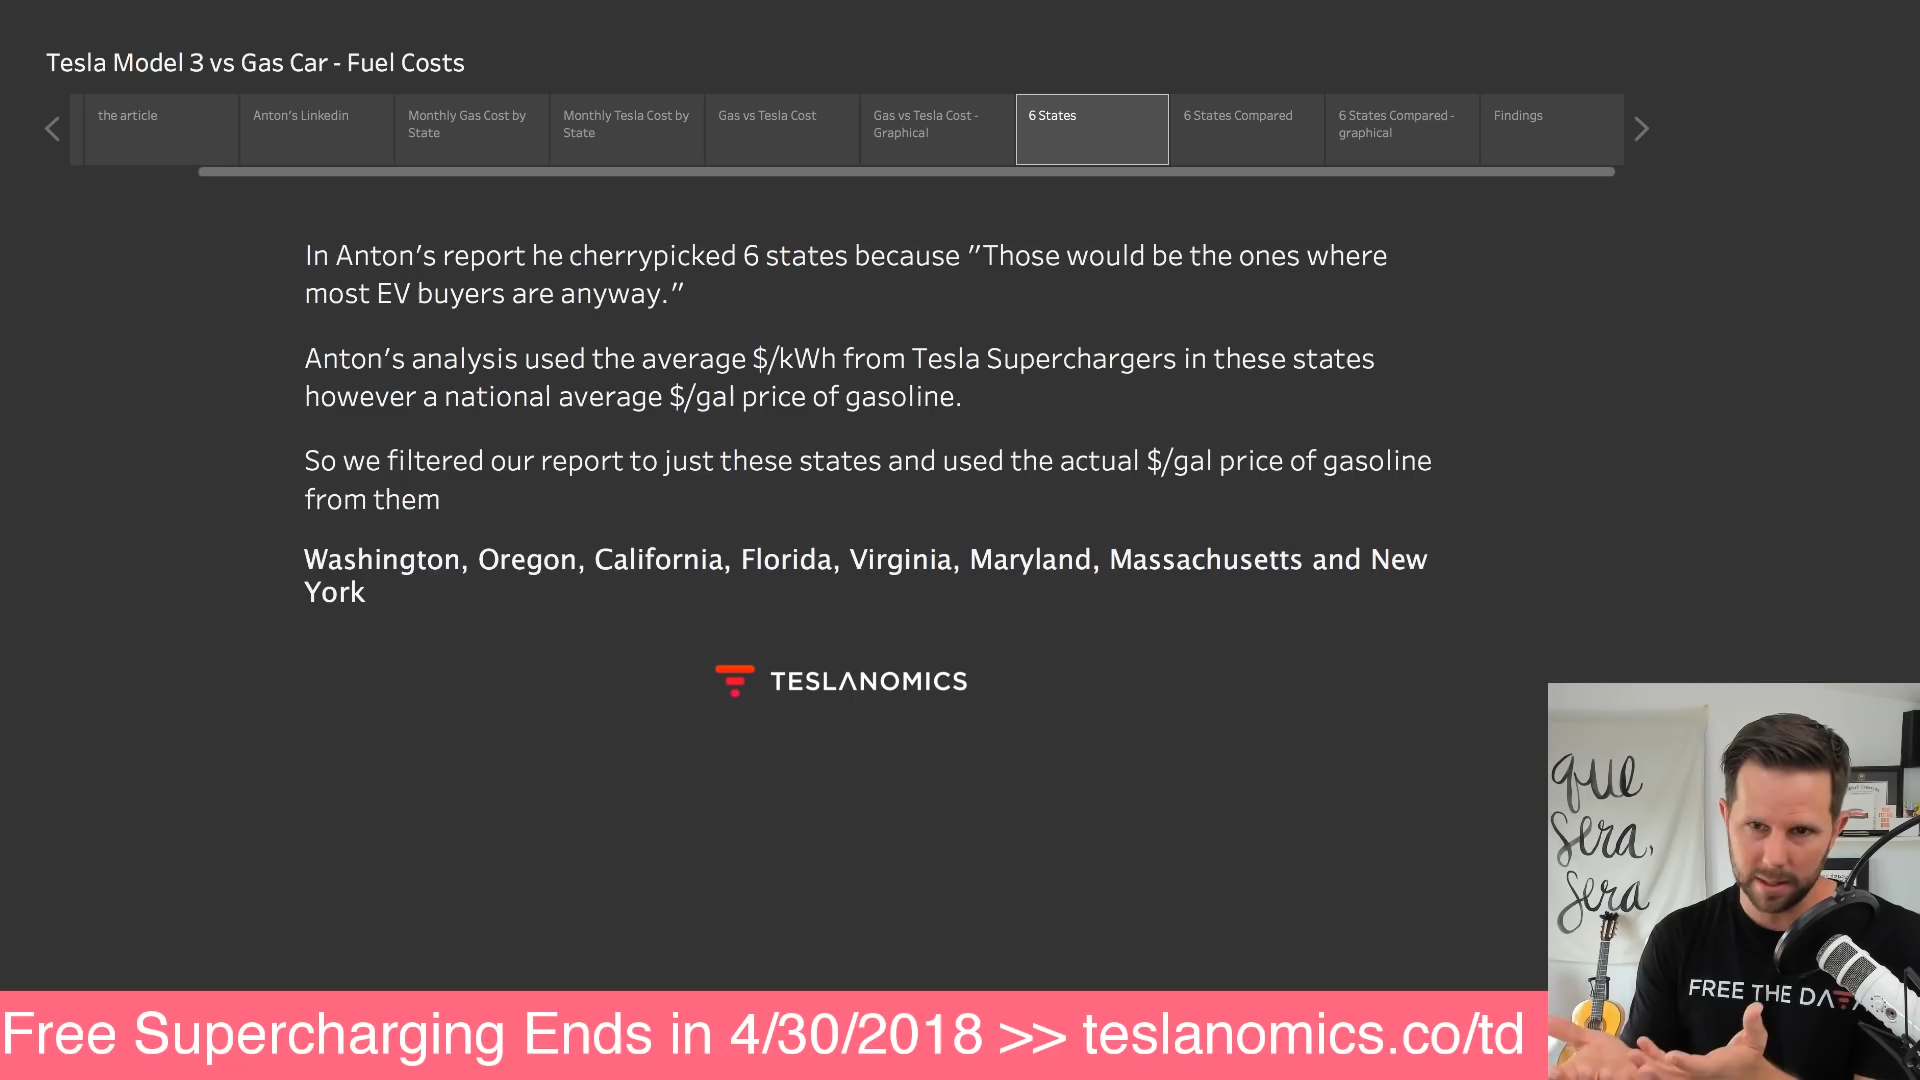 Tesla Model 3 vs Gas Car - Fuel Costs
the article
Anton's Linkedin
Monthly Gas Cost by
State
Monthly Tesla Cost by
State
Gas vs Tesla Cost
Gas vs Tesla Cost -
Graphical
6 States
6 States Compared
6 States Compared -
graphical
Findings
In Anton's report he cherrypicked 6 states because "Those would be the ones where
most EV buyers are anyway."
Anton's analysis used the average $/kWh from Tesla Superchargers in these states
however a national average $/gal price of gasoline.
So we filtered our report to just these states and used the actual $/gal price of gasoline
from them
Washington, Oregon, California, Florida, Virginia, Maryland, Massachusetts and New
York
TESLANOMICS
que
sera,
sera
FREE THE DA
Free Supercharging Ends in 4/30/2018 >> teslanomics.co/td